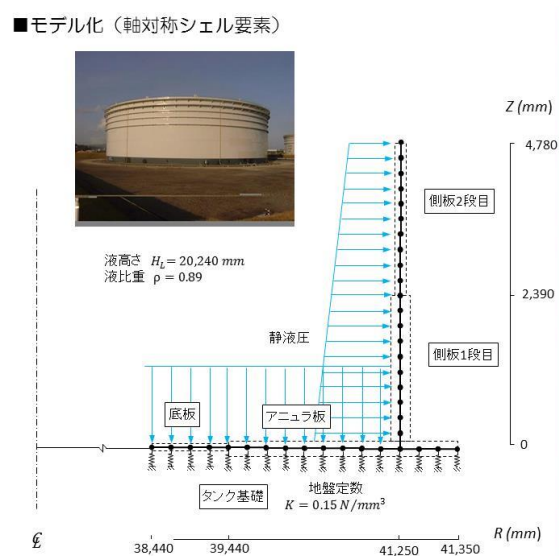 ■モデル化（軸対称シェル要素）
Z (mm)
4,780
側板2段目
液高さ H_L = 20,240 mm
液比重 ρ = 0.89
2,390
静液圧
側板1段目
底板
アニュラ板
0
地盤定数
タンク基礎
K = 0.15 N/mm³
℄
R (mm)
38,440
39,440
41,250
41,350